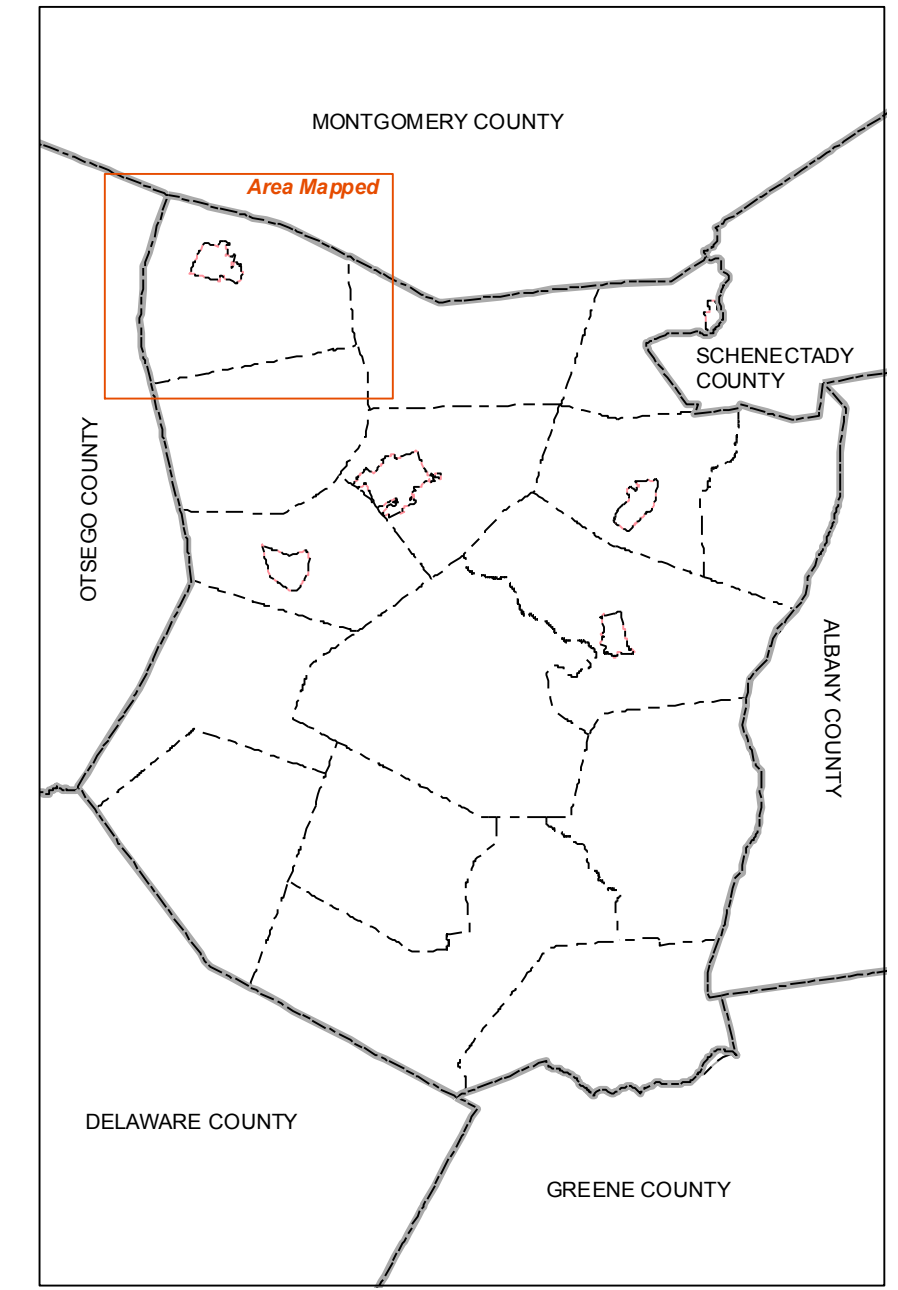 MONTGOMERY COUNTY
Area Mapped
SCHENECTADY
COUNTY
OTSEGO COUNTY
ALBANY COUNTY
DELAWARE COUNTY
GREENE COUNTY